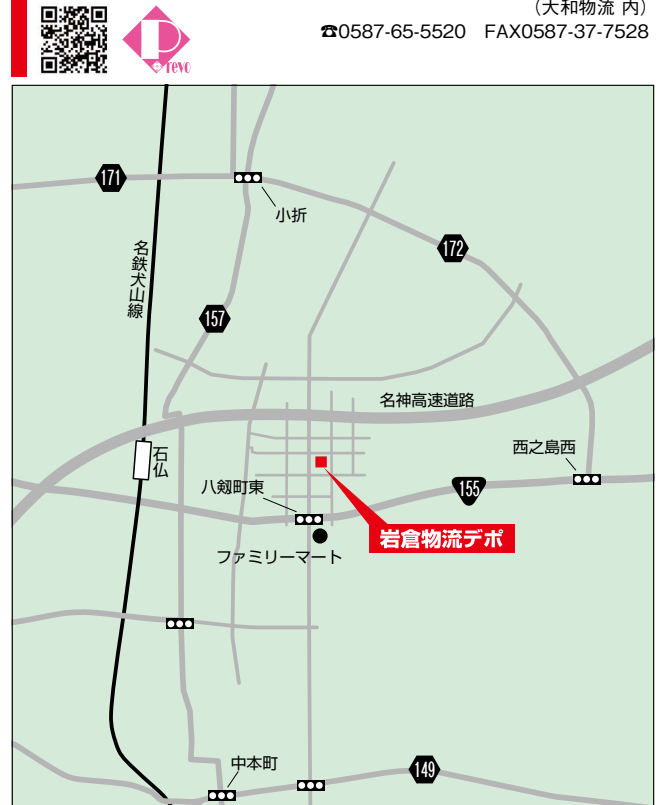 (大和物流 内)
☎0587-65-5520 FAX0587-37-7528
P
revo
171
小折
172
名鉄犬山線
157
名神高速道路
石仏
西之島西
八剱町東
155
岩倉物流デポ
ファミリーマート
中本町
149